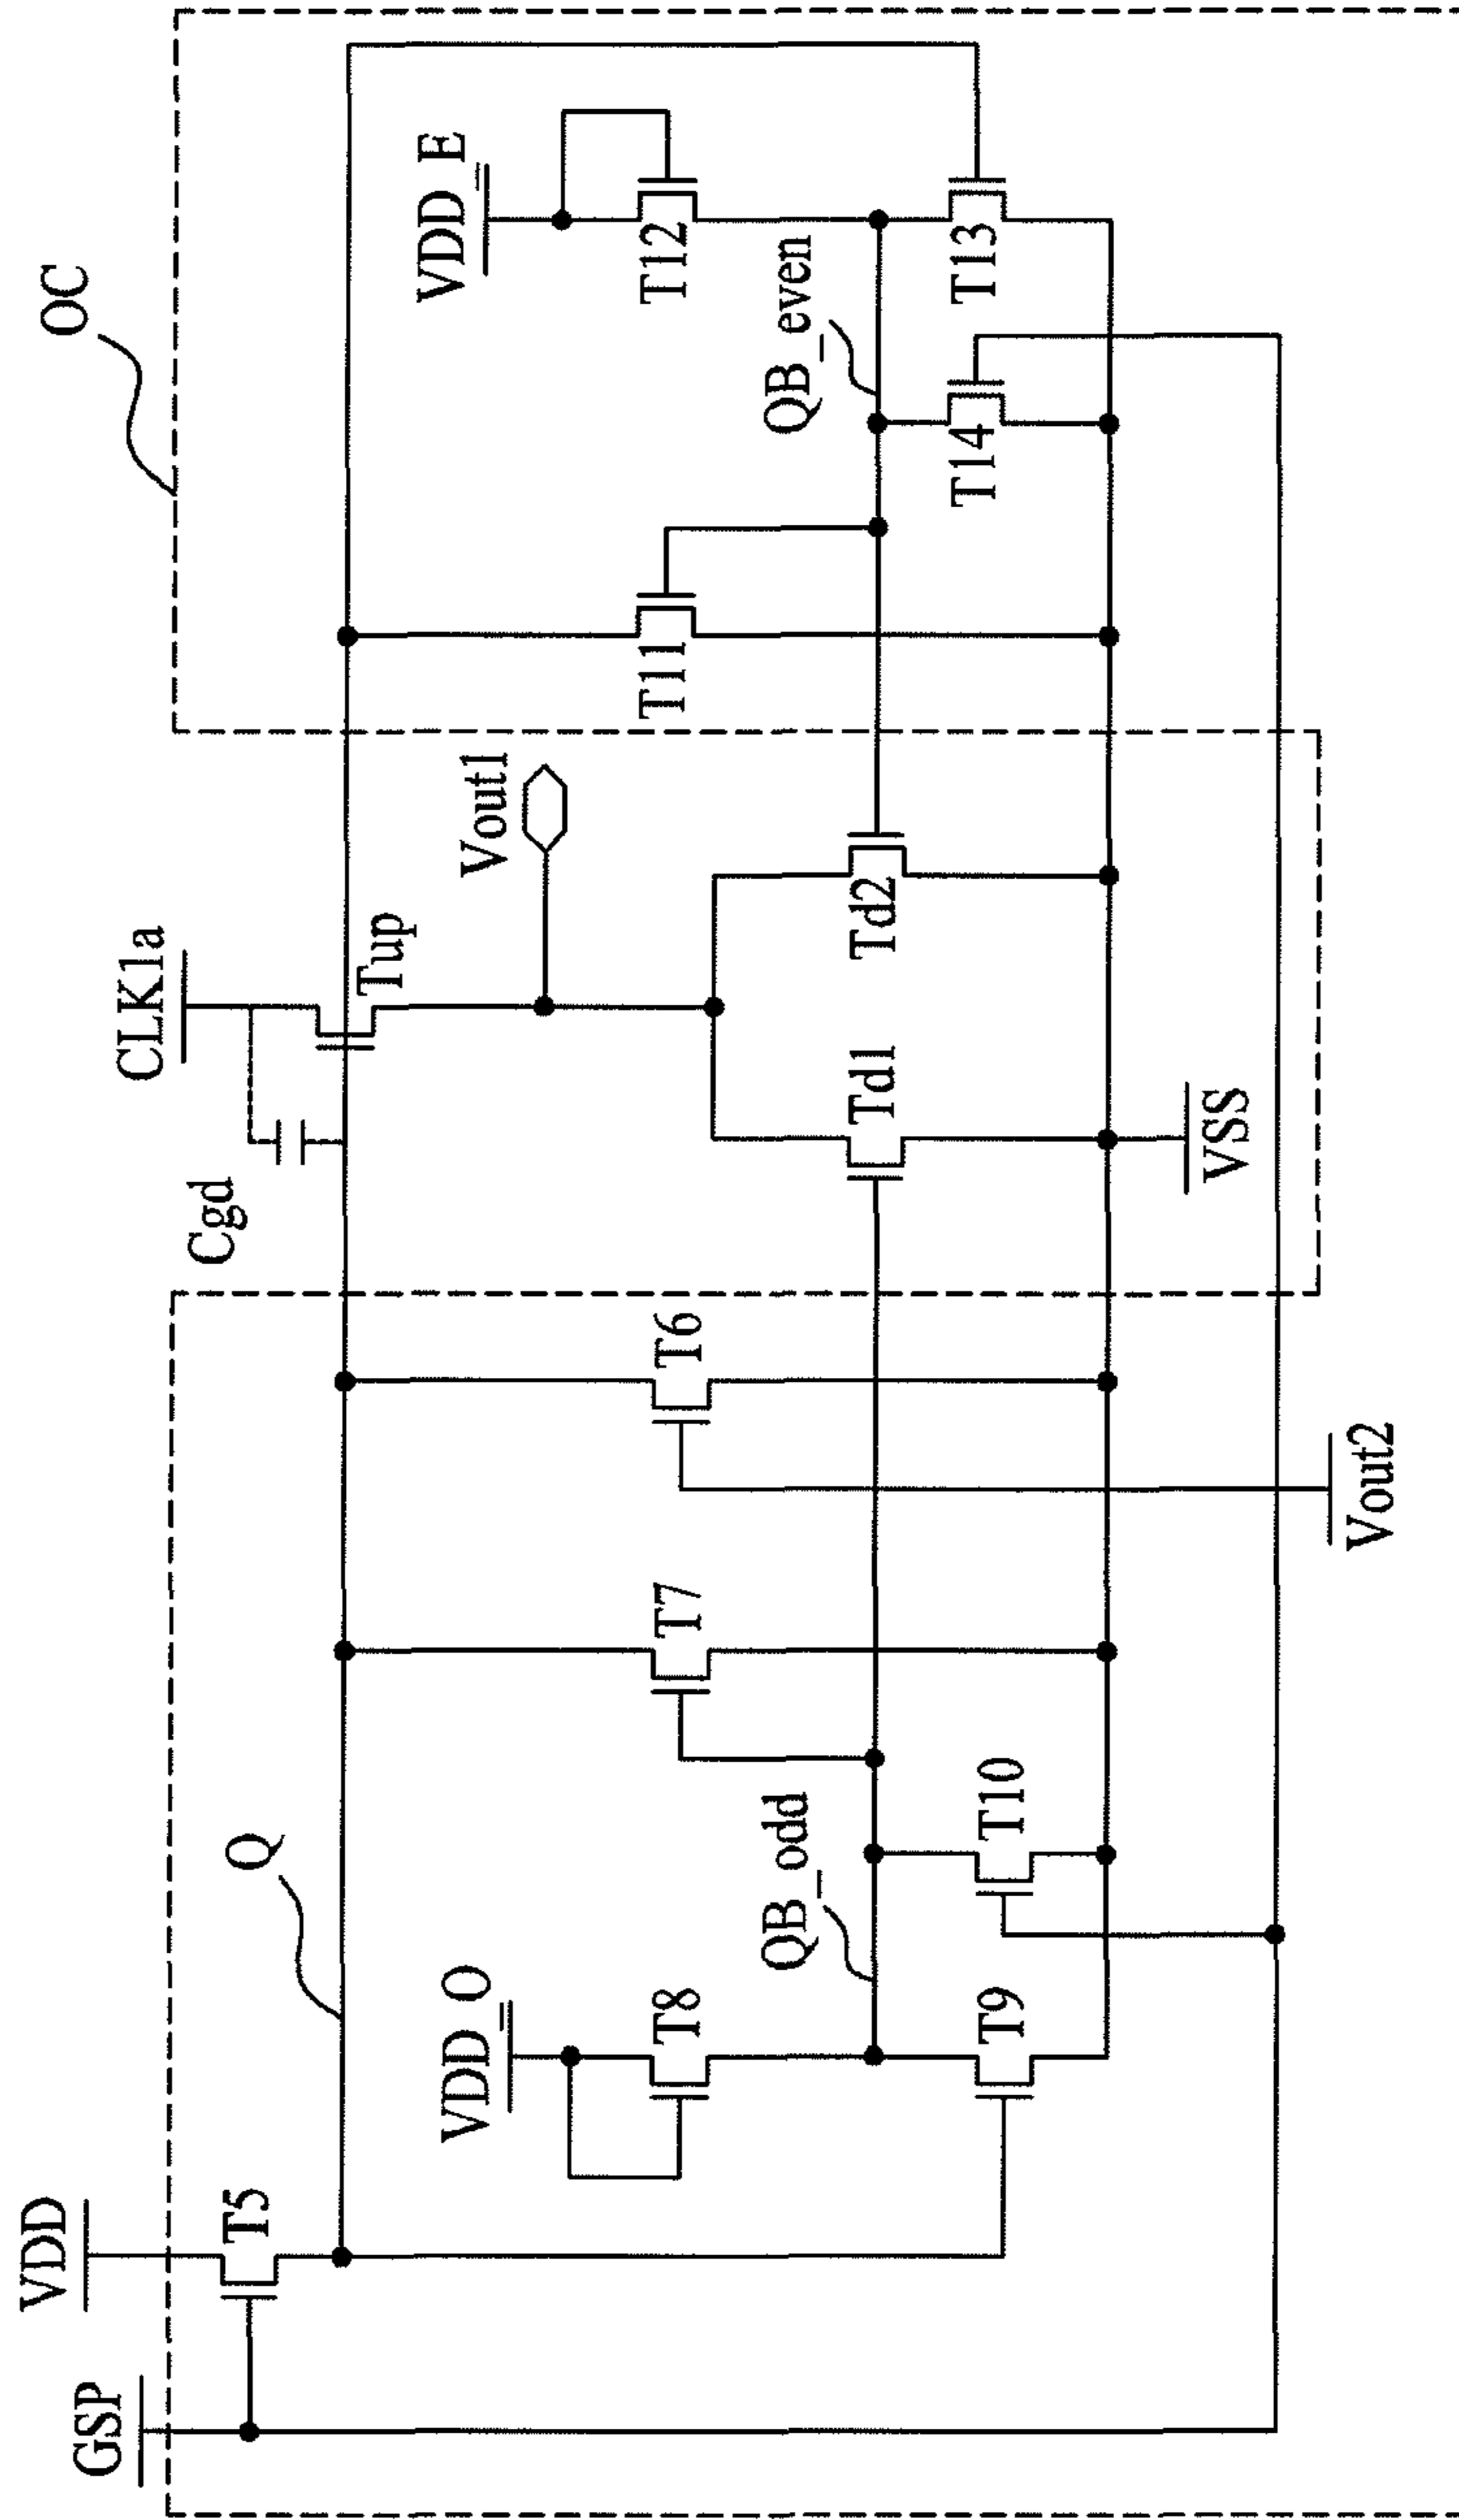 OC
CLK1a
VDD
GSP
Cgd
Tup
T5
Q
Vout1
VDD_E
VDD_O
T8
T7
T6
T11
T12
QB_odd
QB_even
Td1
Td2
T9
T10
T14
T13
VSS
Vout2